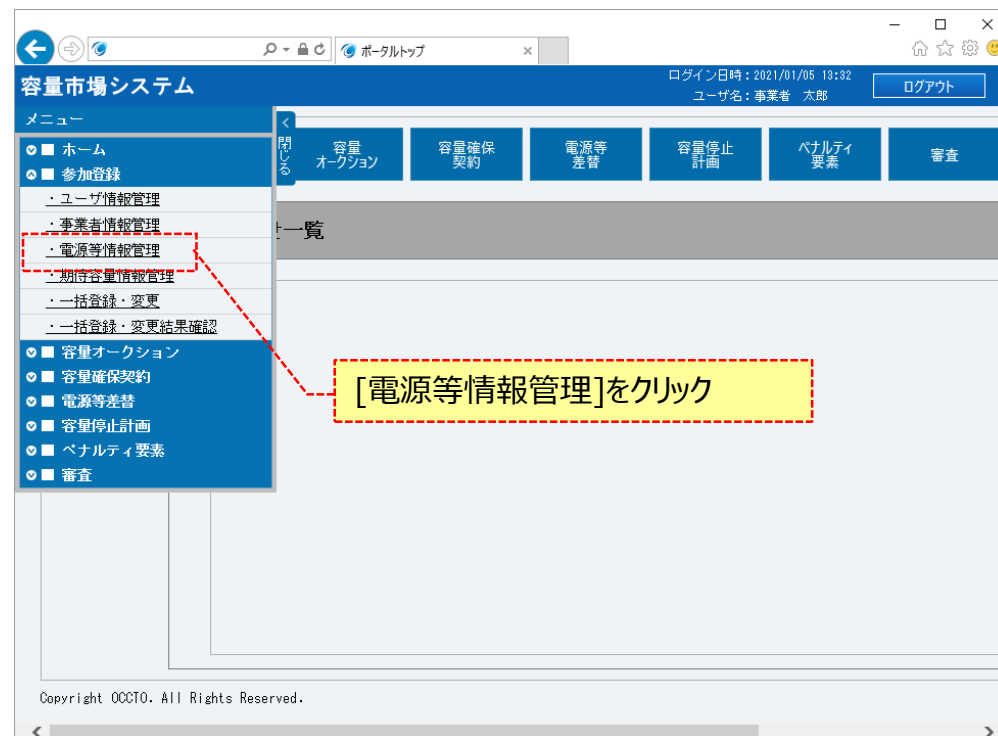 ポータルトップ
容量市場システム
ログイン日時：2021/01/05 13:32
ユーザ名：事業者 太郎
ログアウト
メニュー
閉じる
容量
オークション
容量確保
契約
電源等
差替
容量停止
計画
ペナルティ
要素
審査
ホーム
参加登録
・ユーザ情報管理
・事業者情報管理
・電源等情報管理
・期待容量情報管理
・一括登録・変更
・一括登録・変更結果確認
容量オークション
容量確保契約
電源等差替
容量停止計画
ペナルティ要素
審査
一覧
[電源等情報管理]をクリック
Copyright OCCTO. All Rights Reserved.